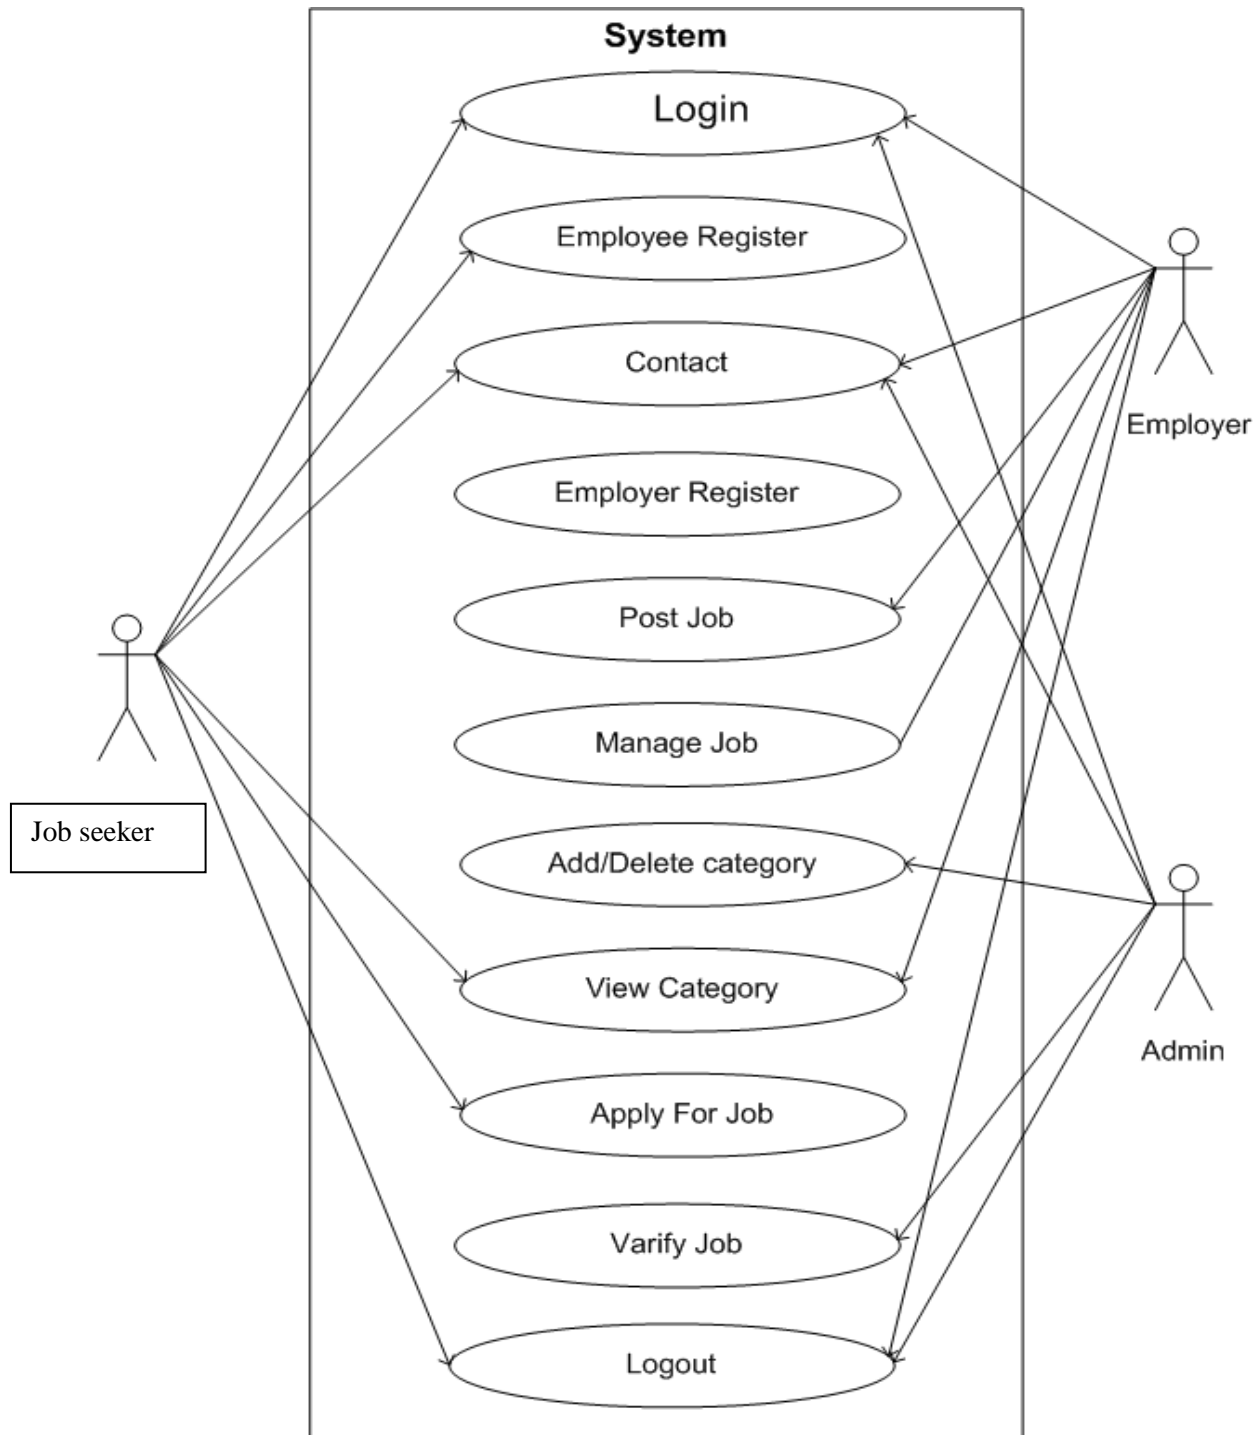 System
Login
Employee Register
Contact
Employer
Employer Register
Post Job
Manage Job
Job seeker
Add/Delete category
View Category
Admin
Apply For Job
Varify Job
Logout